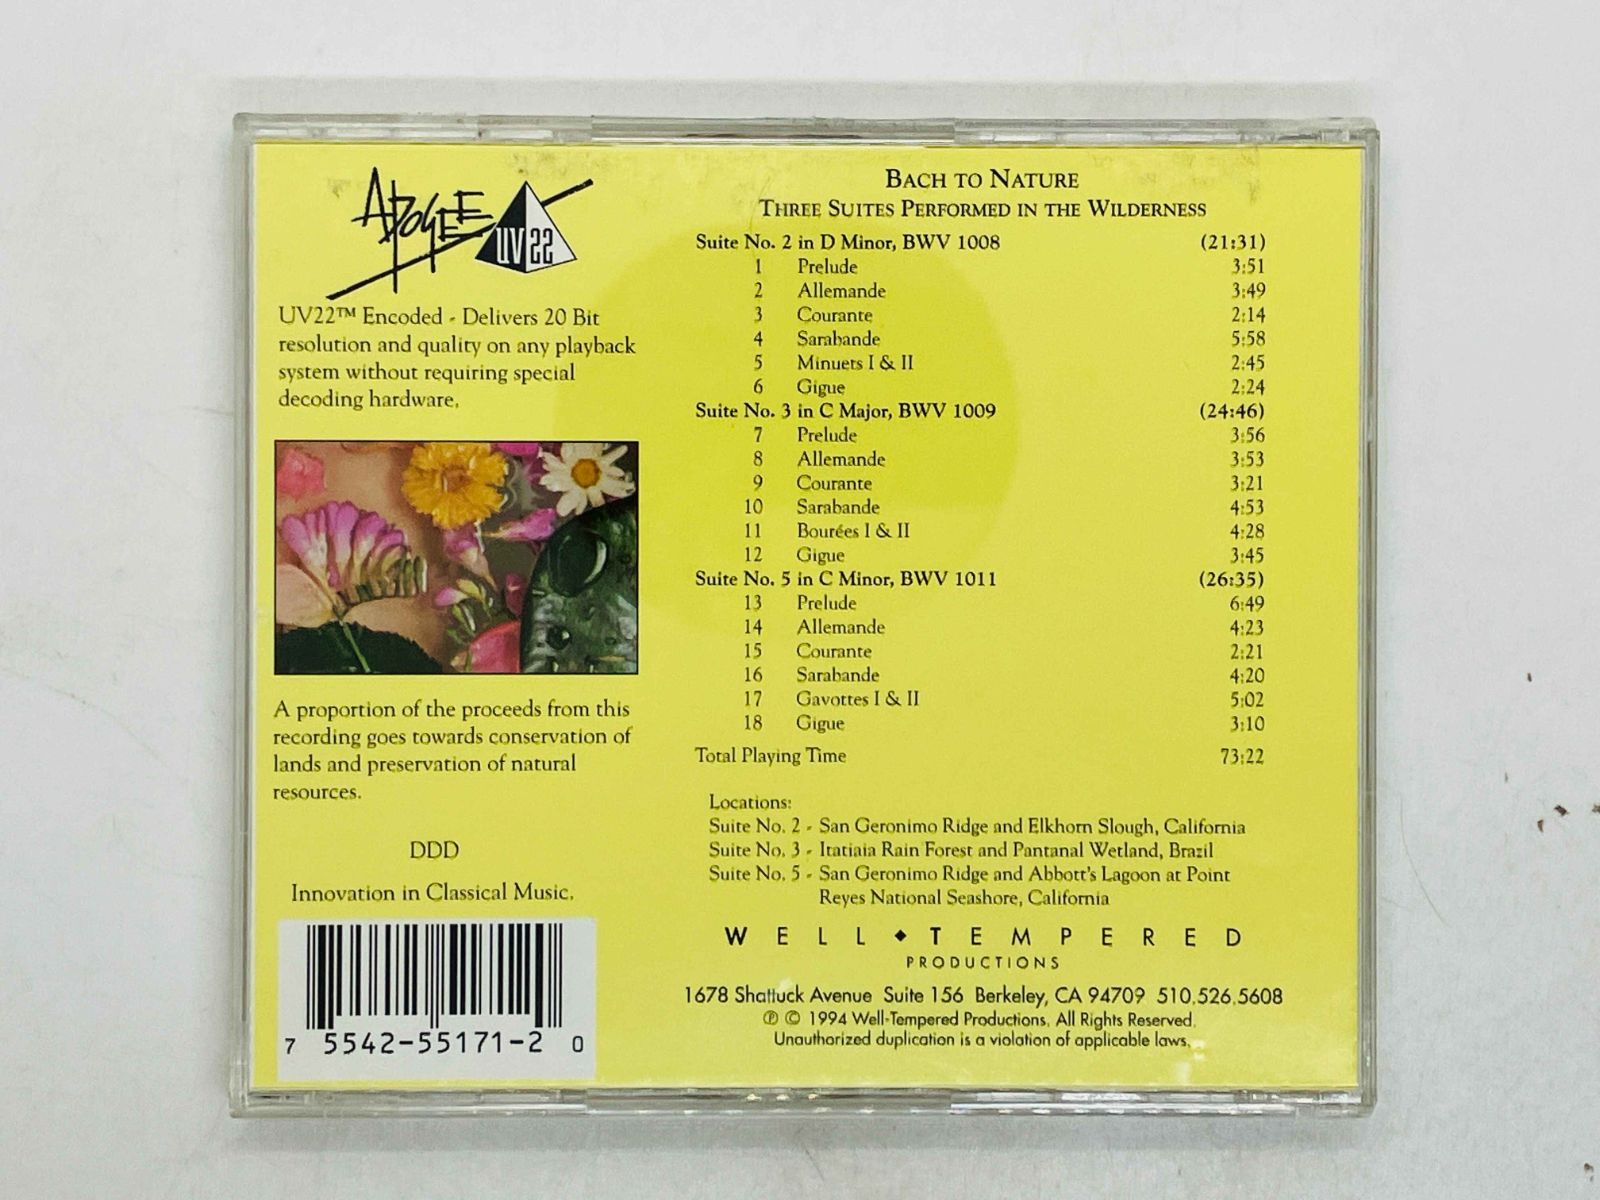 APOGEE
UV22
UV22™ Encoded - Delivers 20 Bit
resolution and quality on any playback
system without requiring special
decoding hardware.
A proportion of the proceeds from this
recording goes towards conservation of
lands and preservation of natural
resources.
DDD
Innovation in Classical Music.
7 5542-55171-2 0
BACH TO NATURE
THREE SUITES PERFORMED IN THE WILDERNESS
Suite No. 2 in D Minor, BWV 1008 (21:31)
1 Prelude 3:51
2 Allemande 3:49
3 Courante 2:14
4 Sarabande 5:58
5 Minuets I & II 2:45
6 Gigue 2:24
Suite No. 3 in C Major, BWV 1009 (24:46)
7 Prelude 3:56
8 Allemande 3:53
9 Courante 3:21
10 Sarabande 4:53
11 Bourées I & II 4:28
12 Gigue 3:45
Suite No. 5 in C Minor, BWV 1011 (26:35)
13 Prelude 6:49
14 Allemande 4:23
15 Courante 2:21
16 Sarabande 4:20
17 Gavottes I & II 5:02
18 Gigue 3:10
Total Playing Time 73:22
Locations:
Suite No. 2 - San Geronimo Ridge and Elkhorn Slough, California
Suite No. 3 - Itatiaia Rain Forest and Pantanal Wetland, Brazil
Suite No. 5 - San Geronimo Ridge and Abbott's Lagoon at Point
Reyes National Seashore, California
WELL◆TEMPERED
PRODUCTIONS
1678 Shattuck Avenue Suite 156 Berkeley, CA 94709 510.526.5608
℗ © 1994 Well-Tempered Productions. All Rights Reserved.
Unauthorized duplication is a violation of applicable laws.